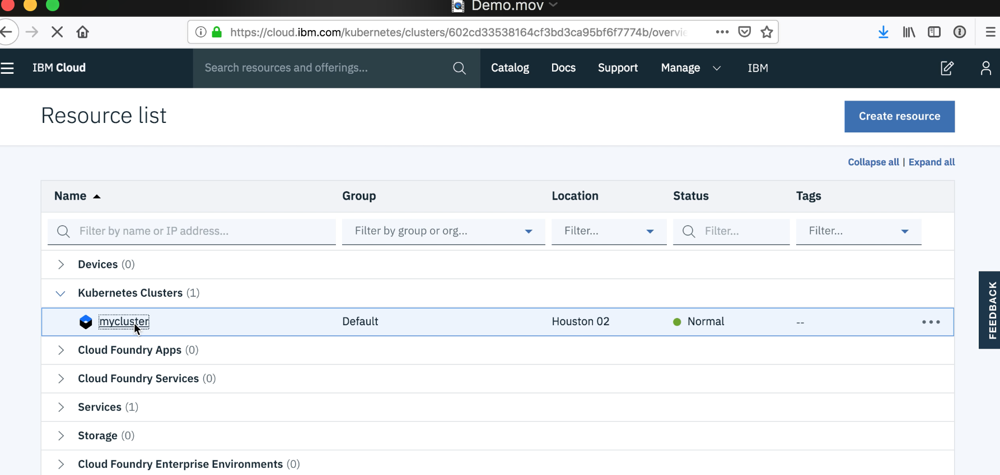 Demo.mov
https://cloud.ibm.com/kubernetes/clusters/602cd33538164cf3bd3ca95bf6f7774b/overvie
IBM Cloud Search resources and offerings... Catalog Docs Support Manage IBM
Resource list Create resource
Collapse all | Expand all
Name Group Location Status Tags
Filter by name or IP address... Filter by group or org... Filter... Filter... Filter...
Devices (0)
Kubernetes Clusters (1)
mycluster Default Houston 02 Normal --
FEEDBACK
Cloud Foundry Apps (0)
Cloud Foundry Services (0)
Services (1)
Storage (0)
Cloud Foundry Enterprise Environments (0)